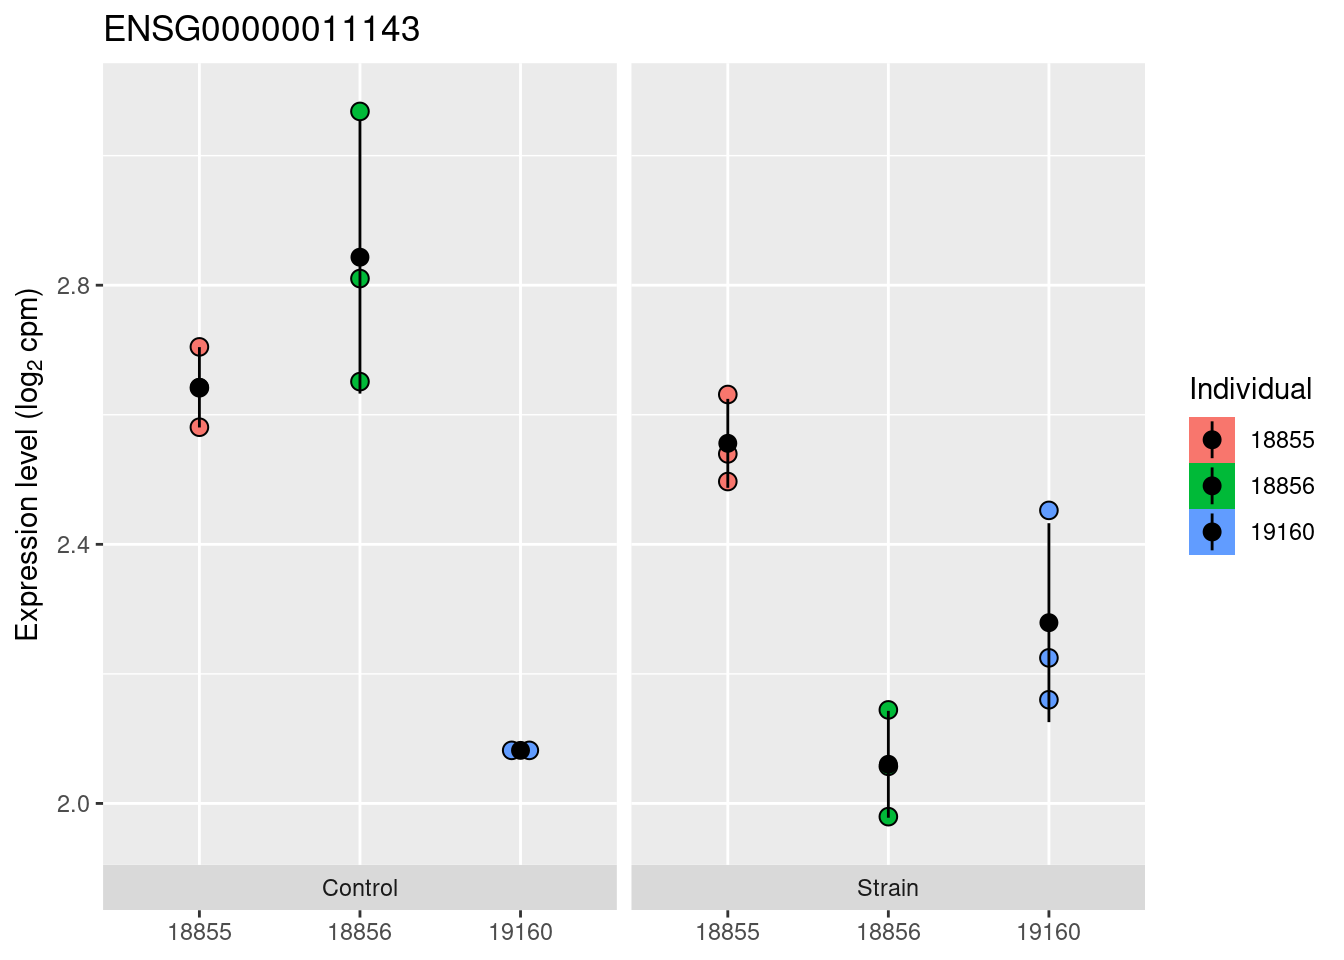 ENSG00000011143
Expression level (log₂ cpm)
2.8
2.4
2.0
Control
Strain
18855
18856
19160
18855
18856
19160
Individual
18855
18856
19160